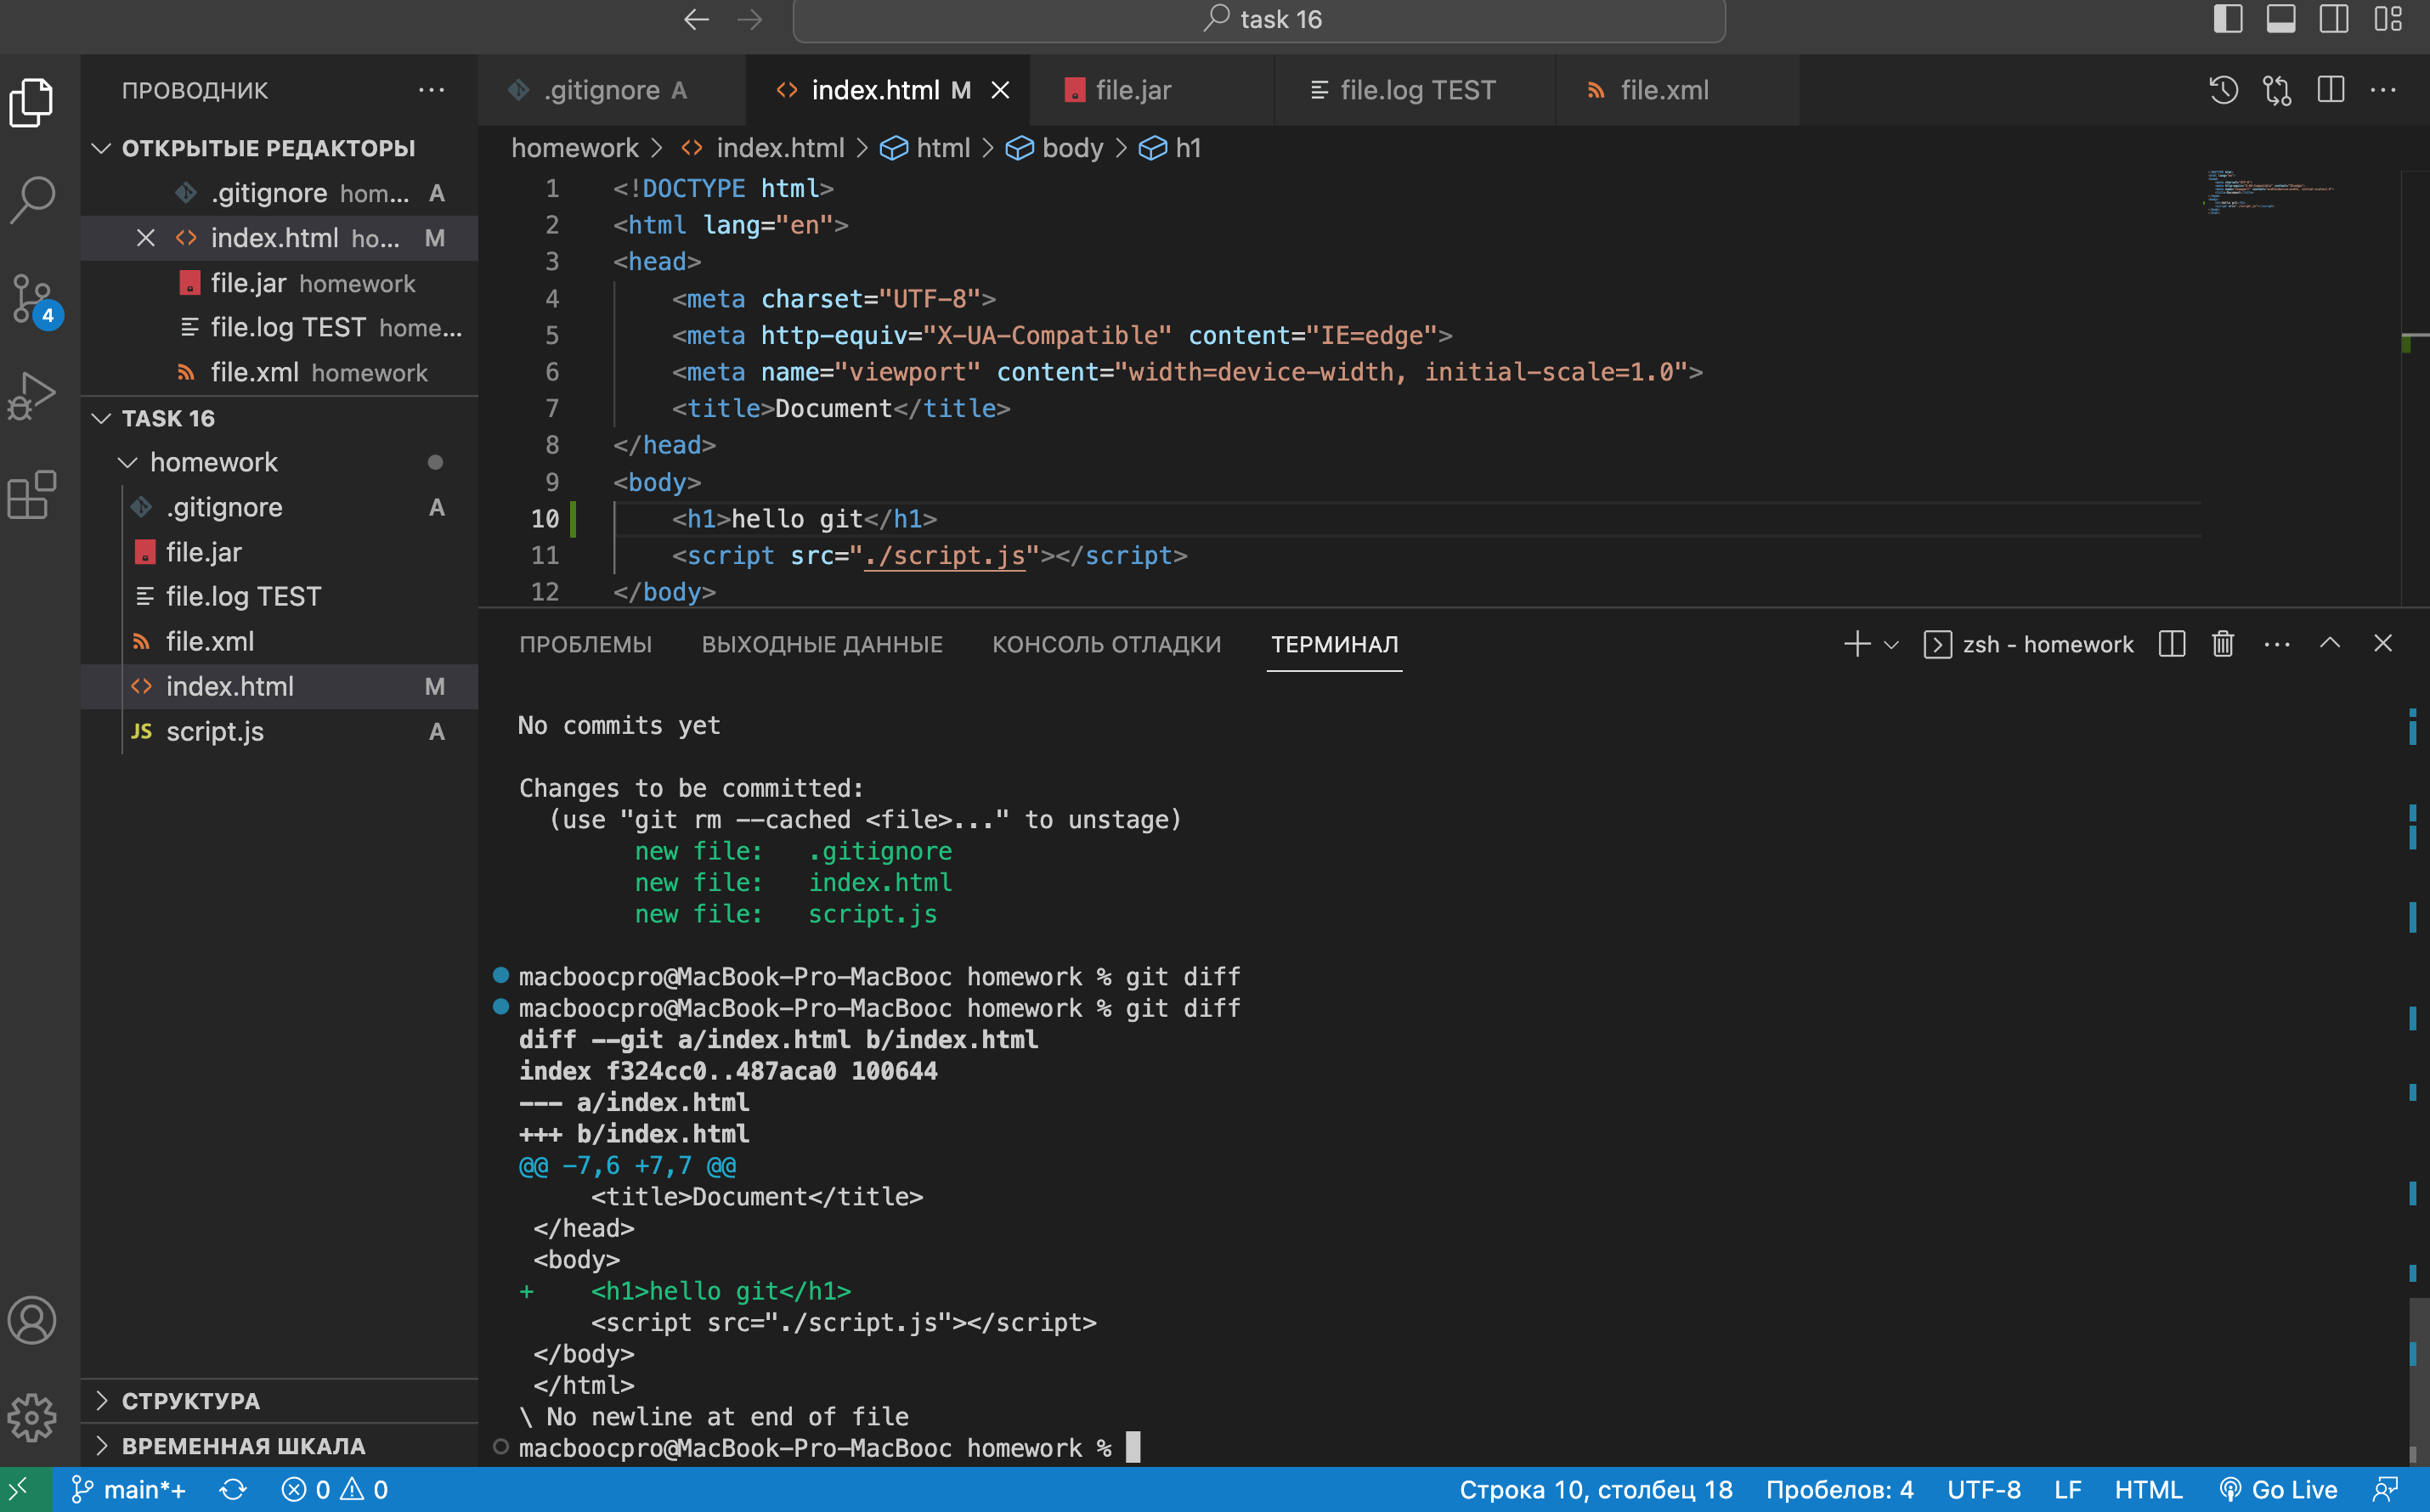 task 16
ПРОВОДНИК
ОТКРЫТЫЕ РЕДАКТОРЫ
.gitignore hom... A
index.html ho... M
file.jar homework
file.log TEST home...
file.xml homework
TASK 16
homework
.gitignore A
file.jar
file.log TEST
file.xml
index.html M
JS script.js A
СТРУКТУРА
ВРЕМЕННАЯ ШКАЛА
4
.gitignore A
index.html M
file.jar
file.log TEST
file.xml
homework > index.html > html > body > h1
1 <!DOCTYPE html>
2 <html lang="en">
3 <head>
4     <meta charset="UTF-8">
5     <meta http-equiv="X-UA-Compatible" content="IE=edge">
6     <meta name="viewport" content="width=device-width, initial-scale=1.0">
7     <title>Document</title>
8 </head>
9 <body>
10     <h1>hello git</h1>
11     <script src="./script.js"></script>
12 </body>
ПРОБЛЕМЫ ВЫХОДНЫЕ ДАННЫЕ КОНСОЛЬ ОТЛАДКИ ТЕРМИНАЛ
zsh - homework
No commits yet
Changes to be committed:
  (use "git rm --cached <file>..." to unstage)
        new file:   .gitignore
        new file:   index.html
        new file:   script.js
macboocpro@MacBook-Pro-MacBooc homework % git diff
macboocpro@MacBook-Pro-MacBooc homework % git diff
diff --git a/index.html b/index.html
index f324cc0..487aca0 100644
--- a/index.html
+++ b/index.html
@@ -7,6 +7,7 @@
     <title>Document</title>
 </head>
 <body>
+    <h1>hello git</h1>
     <script src="./script.js"></script>
 </body>
 </html>
\ No newline at end of file
macboocpro@MacBook-Pro-MacBooc homework %
main*+ 0 0 Строка 10, столбец 18 Пробелов: 4 UTF-8 LF HTML Go Live